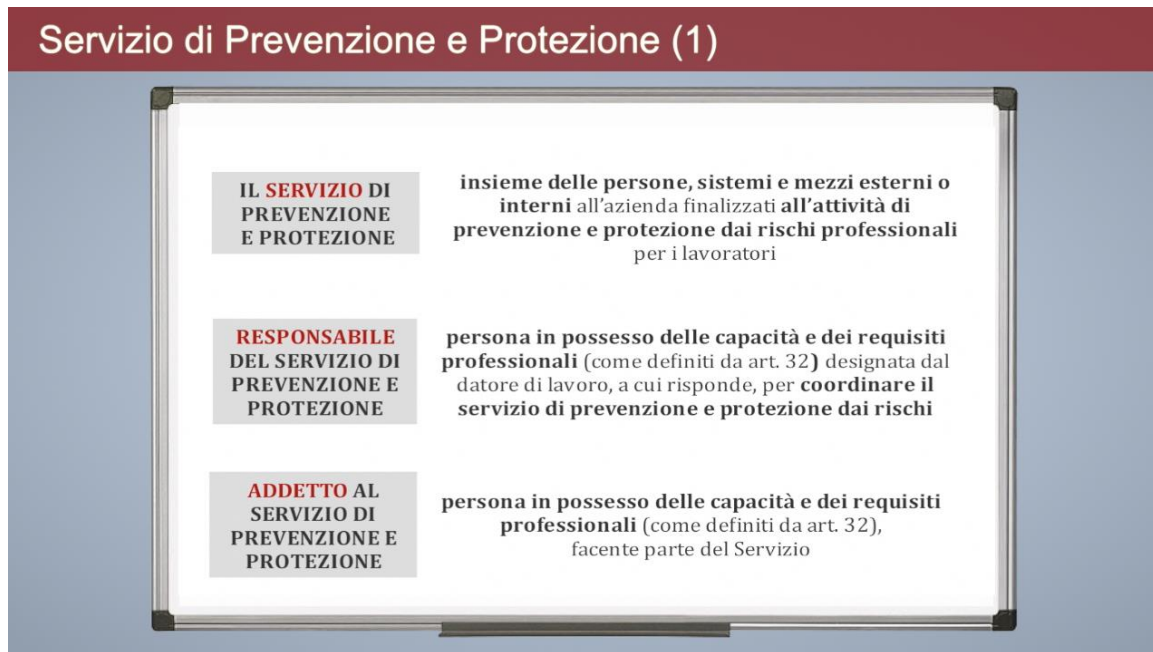 Servizio di Prevenzione e Protezione (1)
IL SERVIZIO DI
PREVENZIONE
E PROTEZIONE
insieme delle persone, sistemi e mezzi esterni o
interni all'azienda finalizzati all'attività di
prevenzione e protezione dai rischi professionali
per i lavoratori
RESPONSABILE
DEL SERVIZIO DI
PREVENZIONE E
PROTEZIONE
persona in possesso delle capacità e dei requisiti
professionali (come definiti da art. 32) designata dal
datore di lavoro, a cui risponde, per coordinare il
servizio di prevenzione e protezione dai rischi
ADDETTO AL
SERVIZIO DI
PREVENZIONE E
PROTEZIONE
persona in possesso delle capacità e dei requisiti
professionali (come definiti da art. 32),
facente parte del Servizio